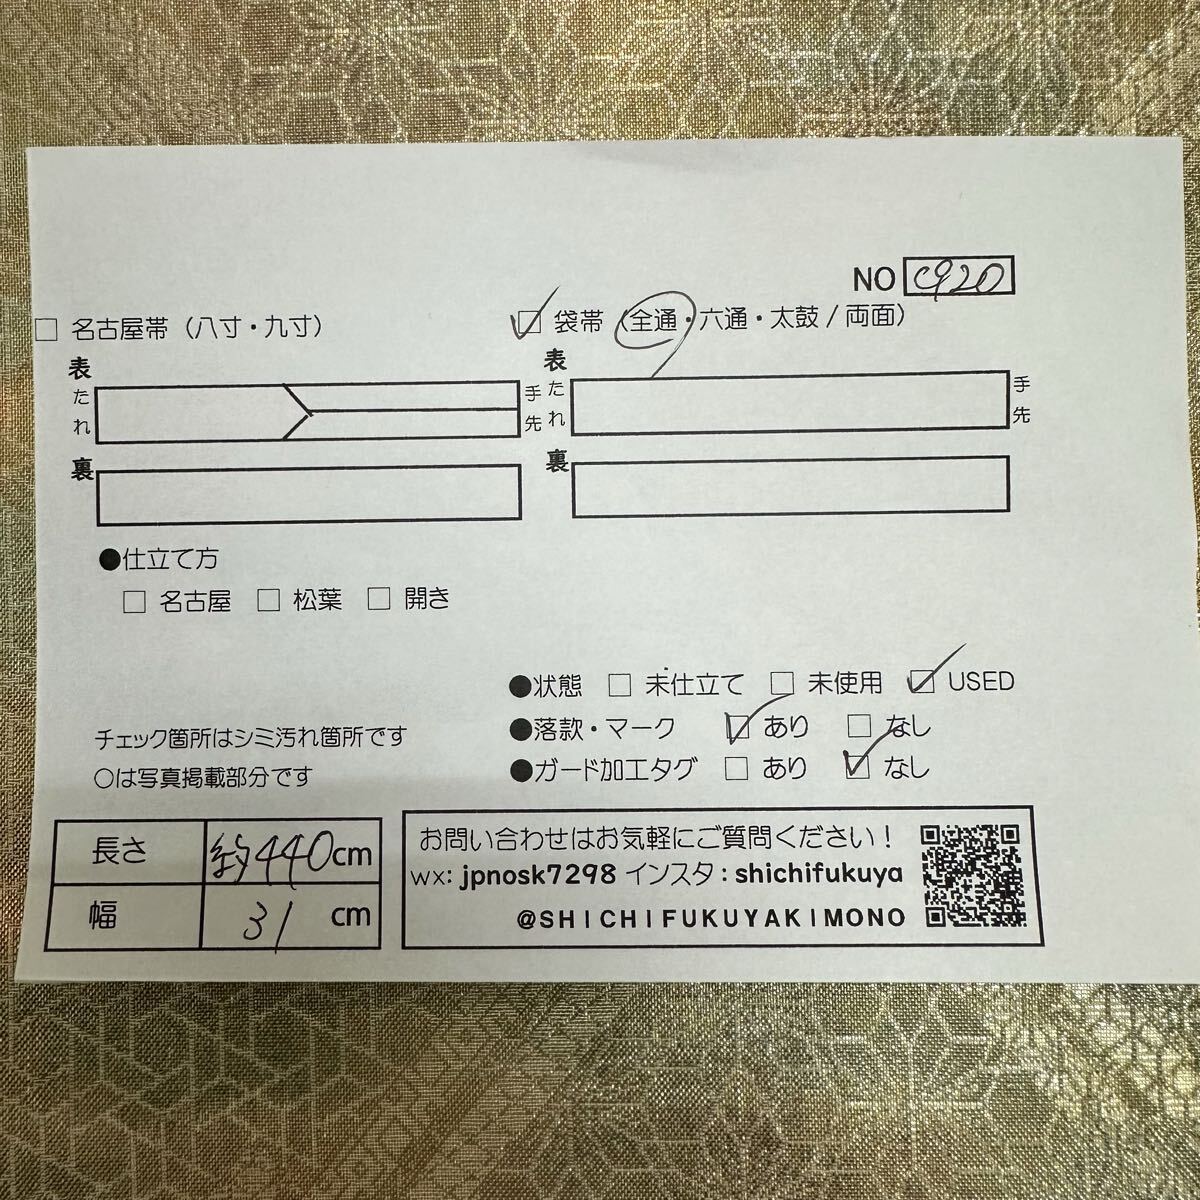 NO C920
□ 名古屋帯（八寸・九寸）
☑ 袋帯（全通・六通・太鼓/両面）
表
たれ
手先
裏
表
たれ
手先
裏
●仕立て方
□ 名古屋 □ 松葉 □ 開き
●状態 □ 未仕立て □ 未使用 ☑ USED
●落款・マーク ☑ あり □ なし
●ガード加工タグ □ あり ☑ なし
チェック箇所はシミ汚れ箇所です
○は写真掲載部分です
長さ 約440cm
幅 31 cm
お問い合わせはお気軽にご質問ください！
wx: jpnosk7298 インスタ：shichifukuya
@SHICHIFUKUYAKIMONO